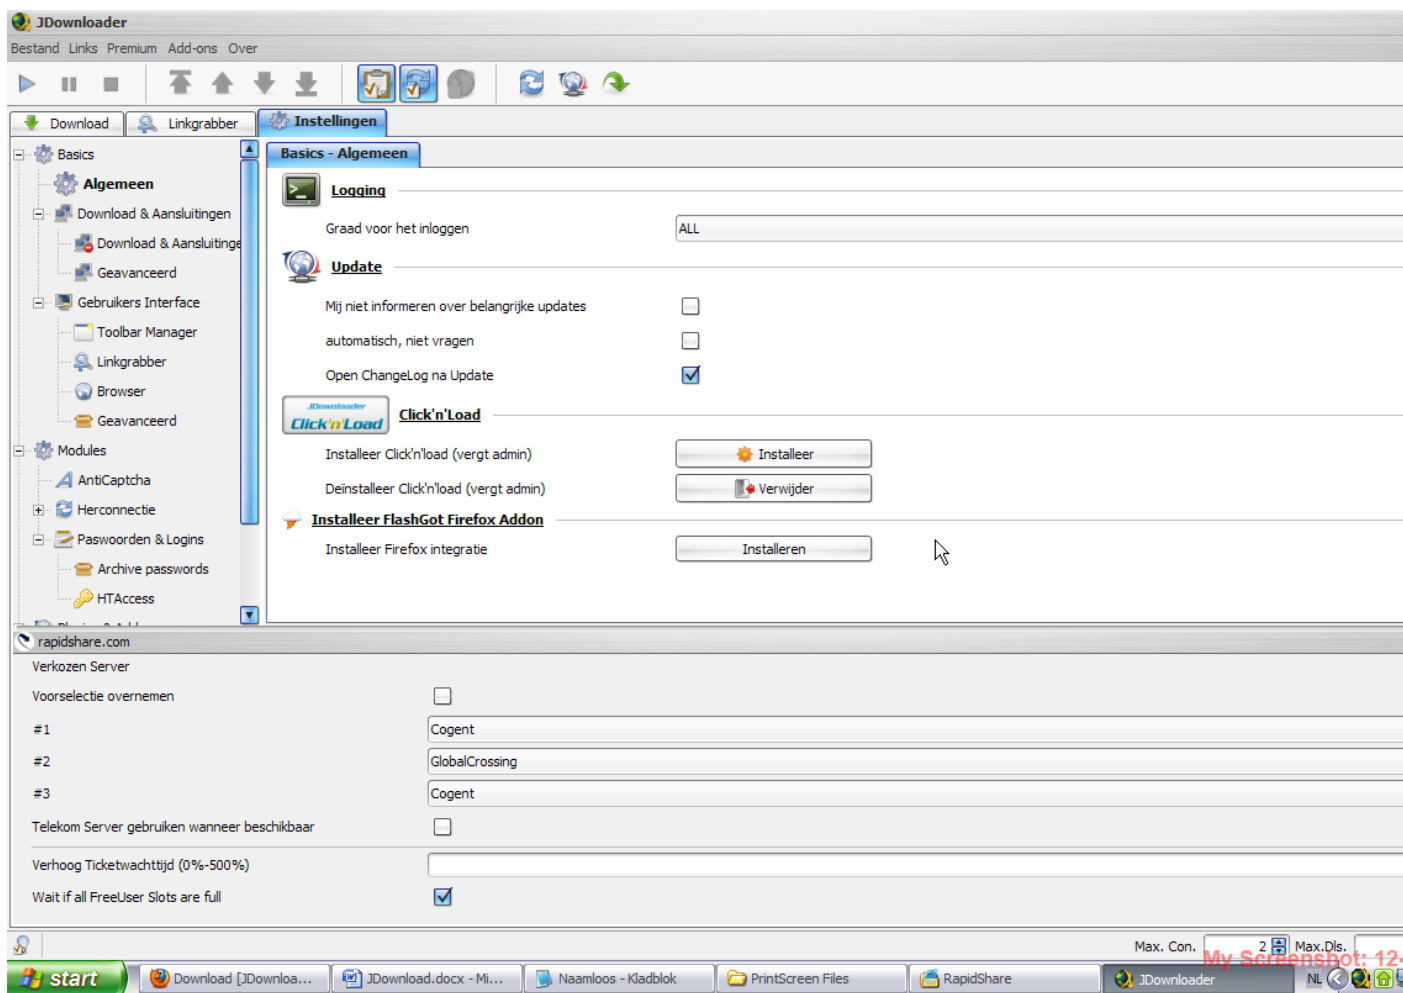 JDownloader
Bestand Links Premium Add-ons Over
Download Linkgrabber Instellingen
Basics
Algemeen
Download & Aansluitingen
Download & Aansluitinge
Geavanceerd
Gebruikers Interface
Toolbar Manager
Linkgrabber
Browser
Geavanceerd
Modules
AntiCaptcha
Herconnectie
Paswoorden & Logins
Archive passwords
HTAccess
Basics - Algemeen
Logging
Graad voor het inloggen ALL
Update
Mij niet informeren over belangrijke updates
automatisch, niet vragen
Open ChangeLog na Update
JDownloader
Click'n'Load Click'n'Load
Installeer Click'n'load (vergt admin) Installeer
Deïnstalleer Click'n'load (vergt admin) Verwijder
Installeer FlashGot Firefox Addon
Installeer Firefox integratie Installeren
rapidshare.com
Verkozen Server
Voorselectie overnemen
#1 Cogent
#2 GlobalCrossing
#3 Cogent
Telekom Server gebruiken wanneer beschikbaar
Verhoog Ticketwachttijd (0%-500%)
Wait if all FreeUser Slots are full
Max. Con. 2 Max.Dls.
My Screenshot: 12-
start Download [JDownloa... JDownload.docx - Mi... Naamloos - Kladblok PrintScreen Files RapidShare JDownloader NL